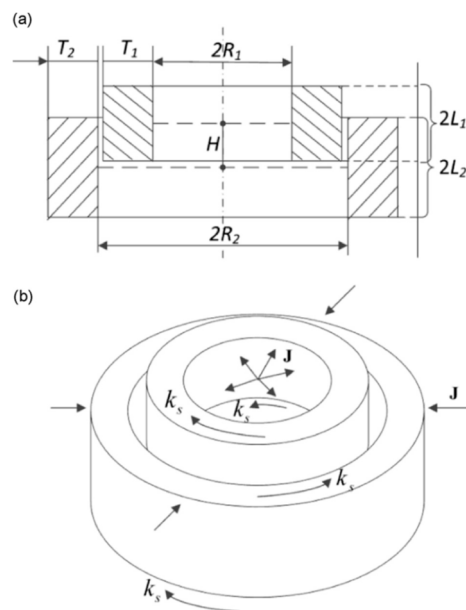 (a)
T₂ T₁ 2R₁
2L₁
H
2L₂
2R₂
(b)
J
kₛ
kₛ
J
kₛ
kₛ